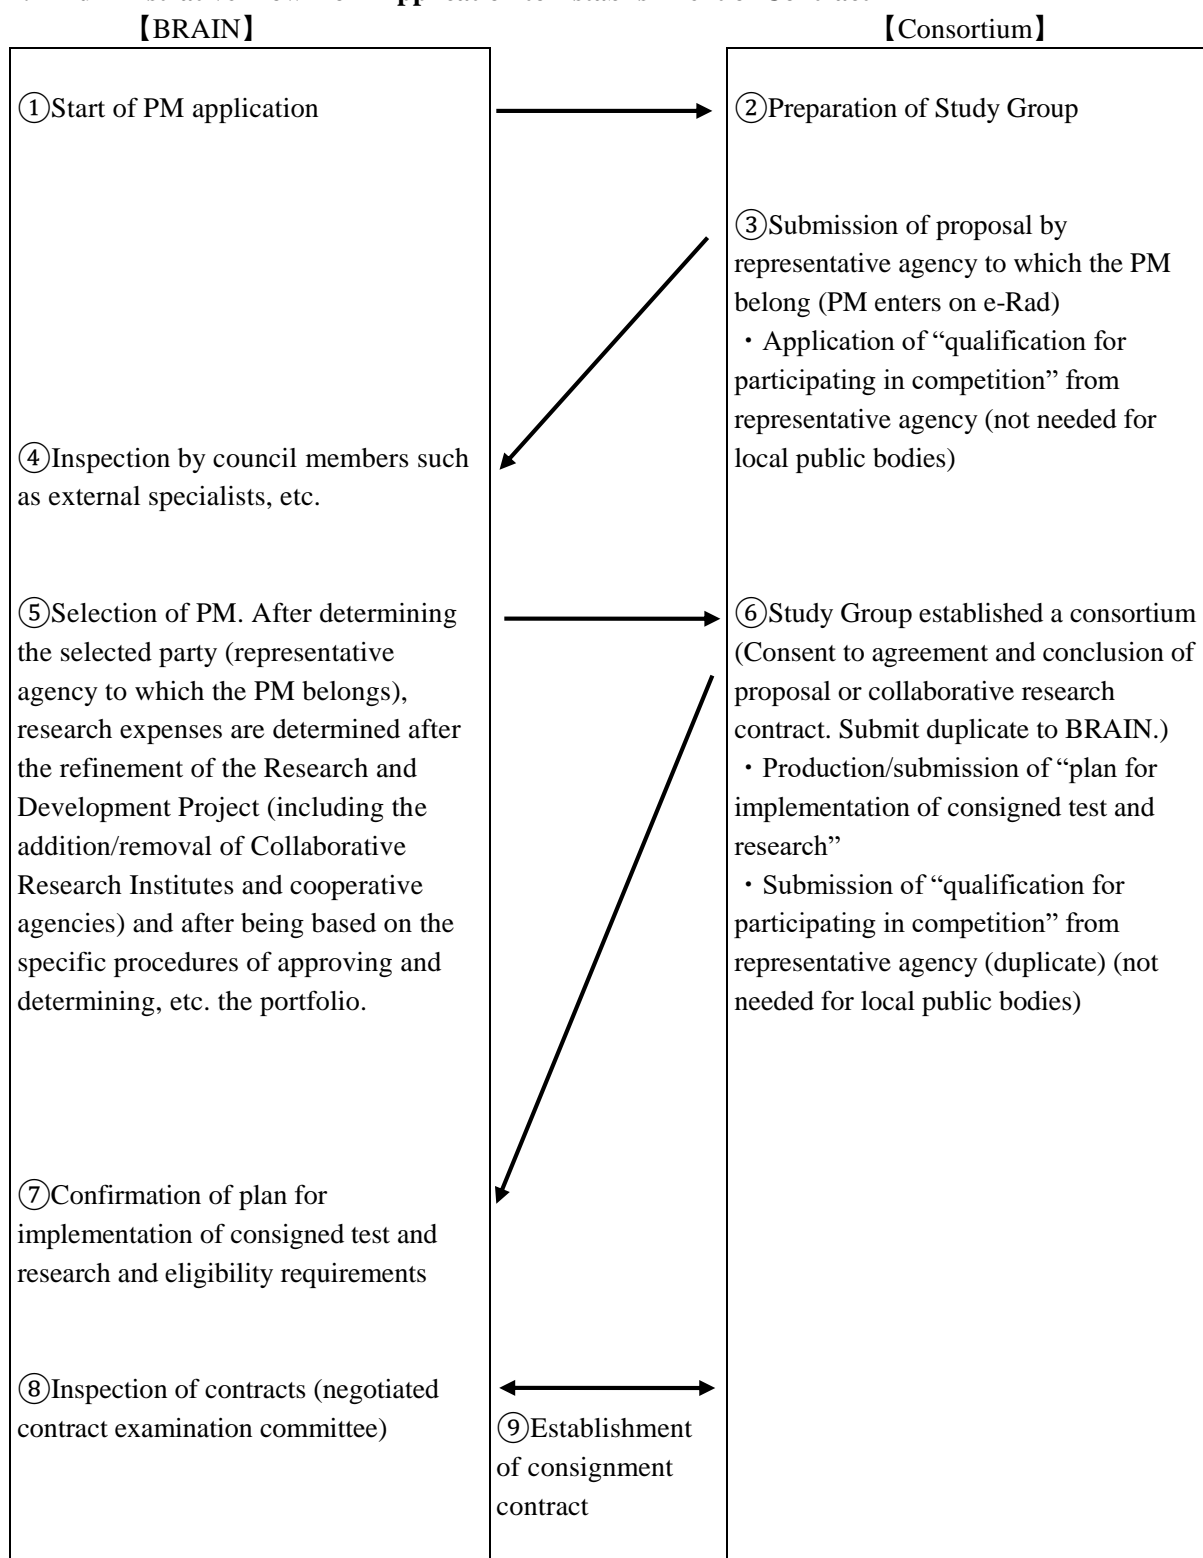 【BRAIN】
【Consortium】
①Start of PM application
②Preparation of Study Group
③Submission of proposal by
representative agency to which the PM
belong (PM enters on e-Rad)
・Application of “qualification for
participating in competition” from
representative agency (not needed for
local public bodies)
④Inspection by council members such
as external specialists, etc.
⑤Selection of PM. After determining
the selected party (representative
agency to which the PM belongs),
research expenses are determined after
the refinement of the Research and
Development Project (including the
addition/removal of Collaborative
Research Institutes and cooperative
agencies) and after being based on the
specific procedures of approving and
determining, etc. the portfolio.
⑥Study Group established a consortium
(Consent to agreement and conclusion of
proposal or collaborative research
contract. Submit duplicate to BRAIN.)
・Production/submission of “plan for
implementation of consigned test and
research”
・Submission of “qualification for
participating in competition” from
representative agency (duplicate) (not
needed for local public bodies)
⑦Confirmation of plan for
implementation of consigned test and
research and eligibility requirements
⑧Inspection of contracts (negotiated
contract examination committee)
⑨Establishment
of consignment
contract